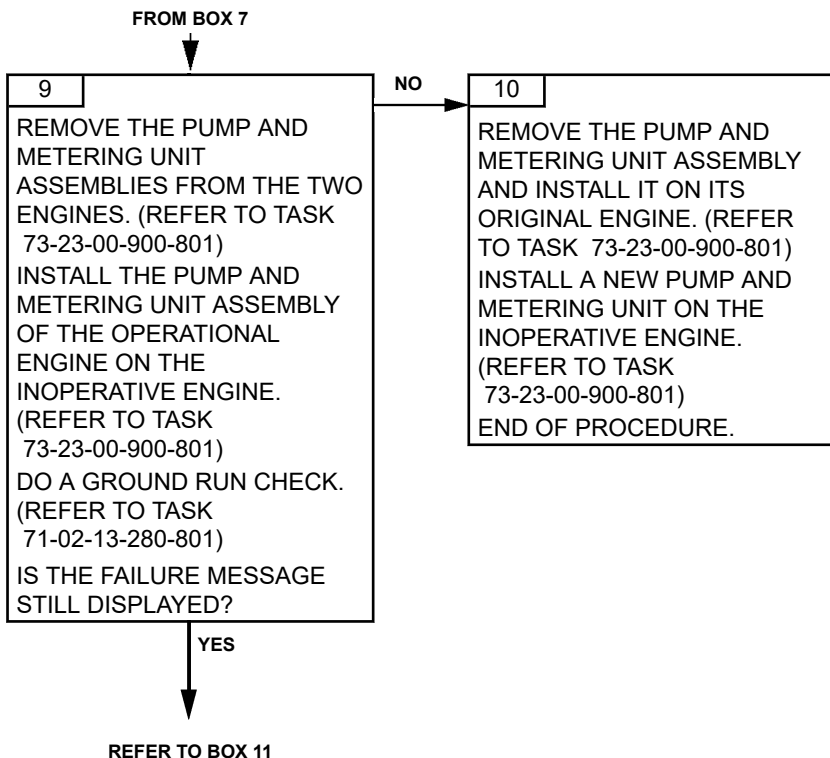 FROM BOX 7
9
REMOVE THE PUMP AND
METERING UNIT
ASSEMBLIES FROM THE TWO
ENGINES. (REFER TO TASK
73-23-00-900-801)
INSTALL THE PUMP AND
METERING UNIT ASSEMBLY
OF THE OPERATIONAL
ENGINE ON THE
INOPERATIVE ENGINE.
(REFER TO TASK
73-23-00-900-801)
DO A GROUND RUN CHECK.
(REFER TO TASK
71-02-13-280-801)
IS THE FAILURE MESSAGE
STILL DISPLAYED?
NO
10
REMOVE THE PUMP AND
METERING UNIT ASSEMBLY
AND INSTALL IT ON ITS
ORIGINAL ENGINE. (REFER
TO TASK 73-23-00-900-801)
INSTALL A NEW PUMP AND
METERING UNIT ON THE
INOPERATIVE ENGINE.
(REFER TO TASK
73-23-00-900-801)
END OF PROCEDURE.
YES
REFER TO BOX 11